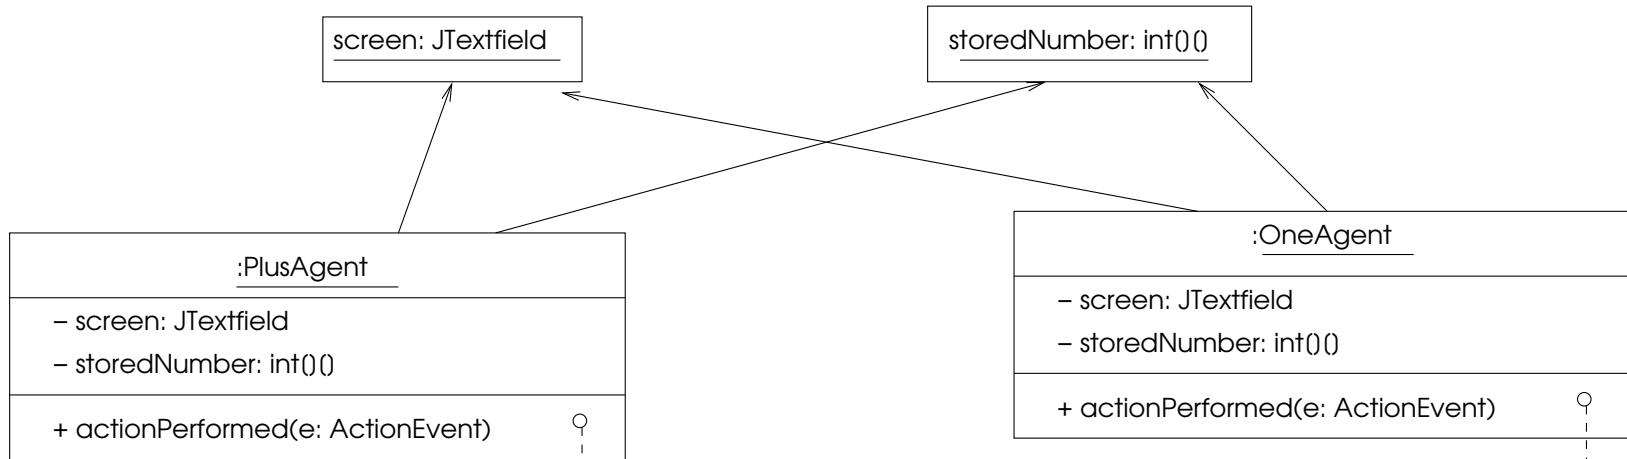 screen: JTextfield
storedNumber: int()()
:PlusAgent
– screen: JTextfield
– storedNumber: int()()
+ actionPerformed(e: ActionEvent)
:OneAgent
– screen: JTextfield
– storedNumber: int()()
+ actionPerformed(e: ActionEvent)